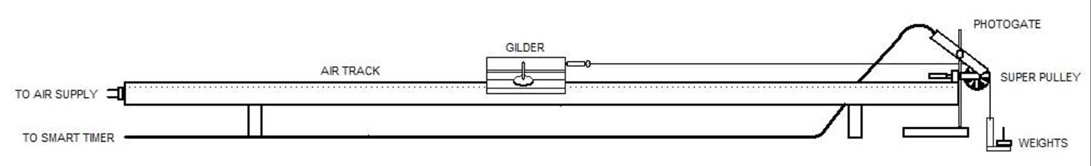 PHOTOGATE
GILDER
AIR TRACK
SUPER PULLEY
TO AIR SUPPLY
TO SMART TIMER
WEIGHTS